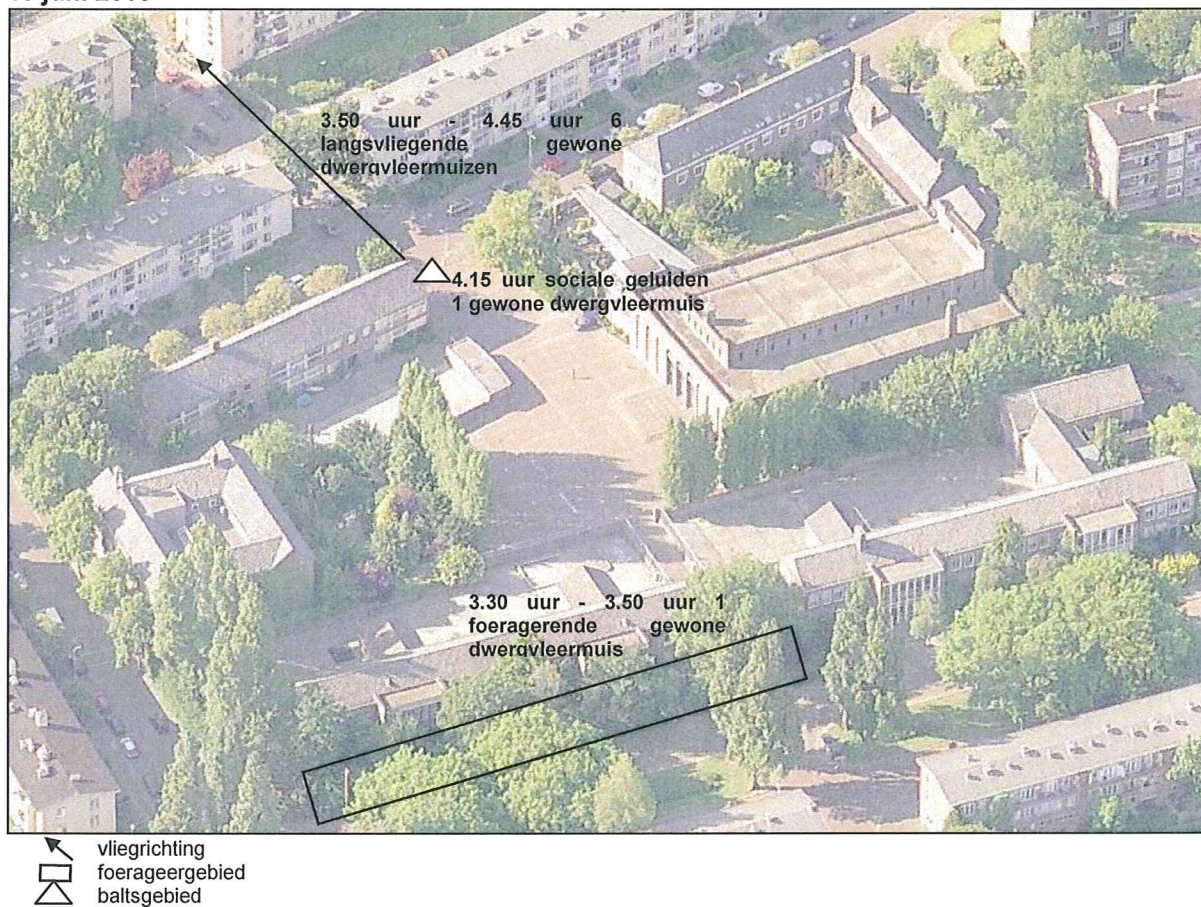 3.50 uur - 4.45 uur 6
langsvliegende gewone
dwergvleermuizen
4.15 uur sociale geluiden
1 gewone dwergvleermuis
3.30 uur - 3.50 uur 1
foeragerende gewone
dwergvleermuis
vliegrichting
foerageergebied
baltsgebied